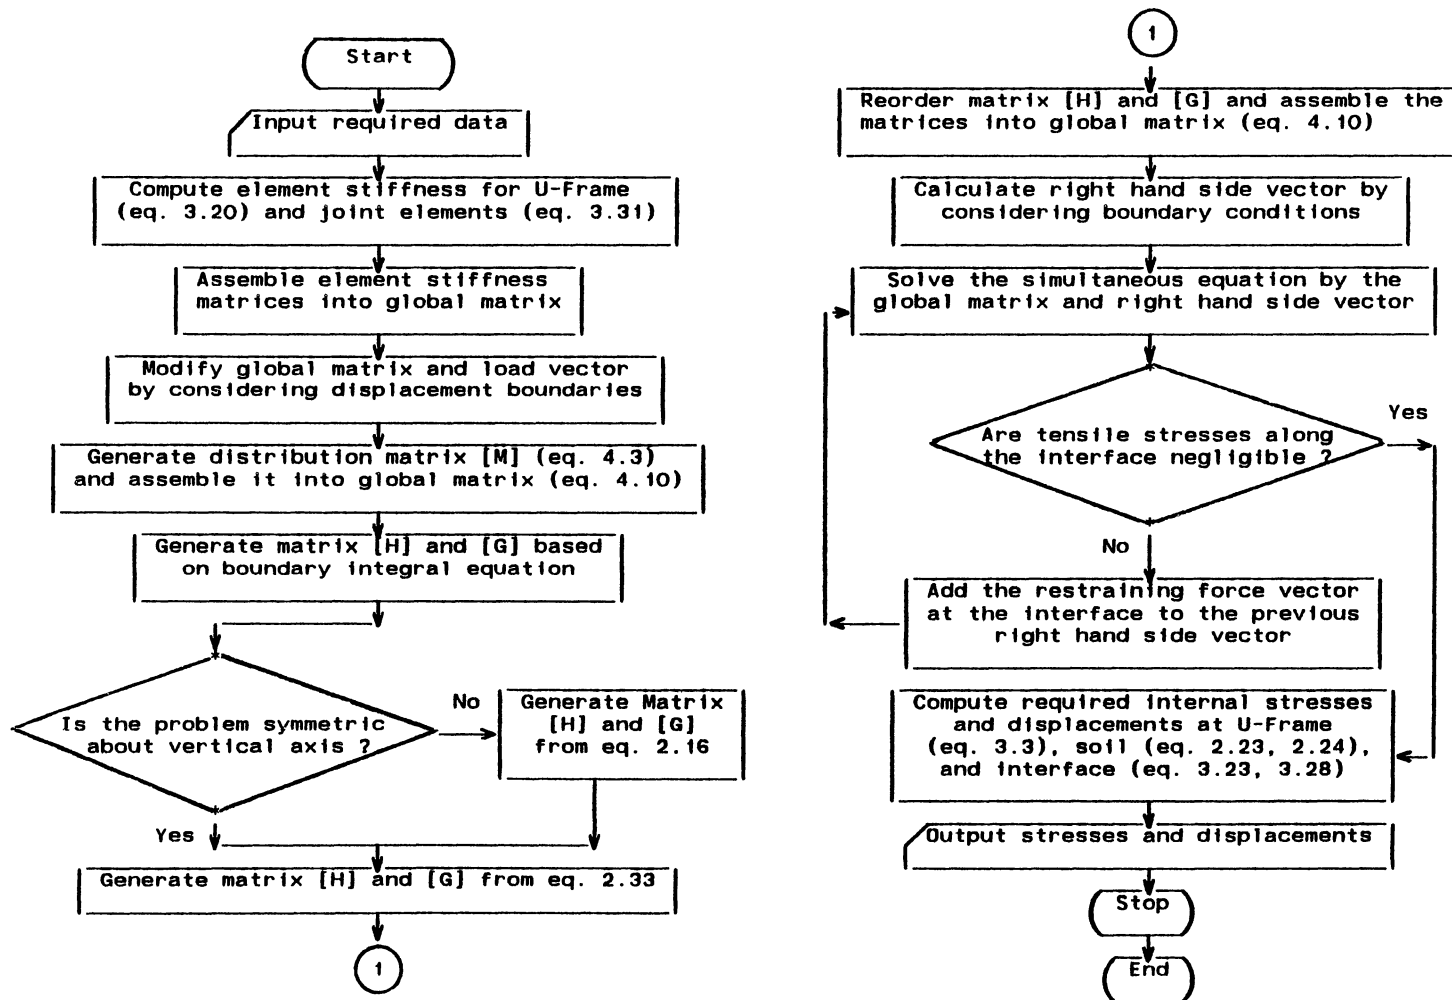 Start
Input required data
Compute element stiffness for U-Frame
(eq. 3.20) and joint elements (eq. 3.31)
Assemble element stiffness
matrices into global matrix
Modify global matrix and load vector
by considering displacement boundaries
Generate distribution matrix [M] (eq. 4.3)
and assemble it into global matrix (eq. 4.10)
Generate matrix [H] and [G] based
on boundary integral equation
Is the problem symmetric
about vertical axis ?
No
Generate Matrix
[H] and [G]
from eq. 2.16
Yes
Generate matrix [H] and [G] from eq. 2.33
1
1
Reorder matrix [H] and [G] and assemble the
matrices into global matrix (eq. 4.10)
Calculate right hand side vector by
considering boundary conditions
Solve the simultaneous equation by the
global matrix and right hand side vector
Are tensile stresses along
the interface negligible ?
Yes
No
Add the restraining force vector
at the interface to the previous
right hand side vector
Compute required internal stresses
and displacements at U-Frame
(eq. 3.3), soil (eq. 2.23, 2.24),
and interface (eq. 3.23, 3.28)
Output stresses and displacements
Stop
End